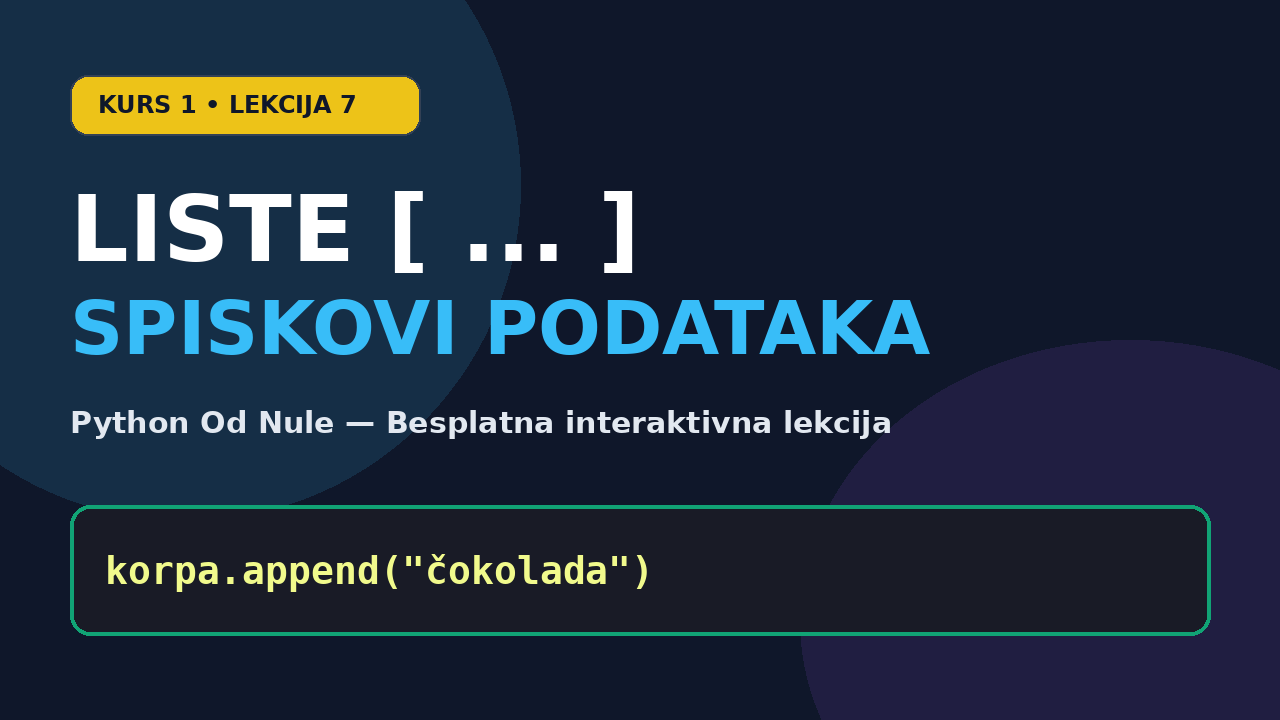 KURS 1 • LEKCIJA 7
LISTE [ ... ]
SPISKOVI PODATAKA
Python Od Nule — Besplatna interaktivna lekcija
korpa.append("čokolada")